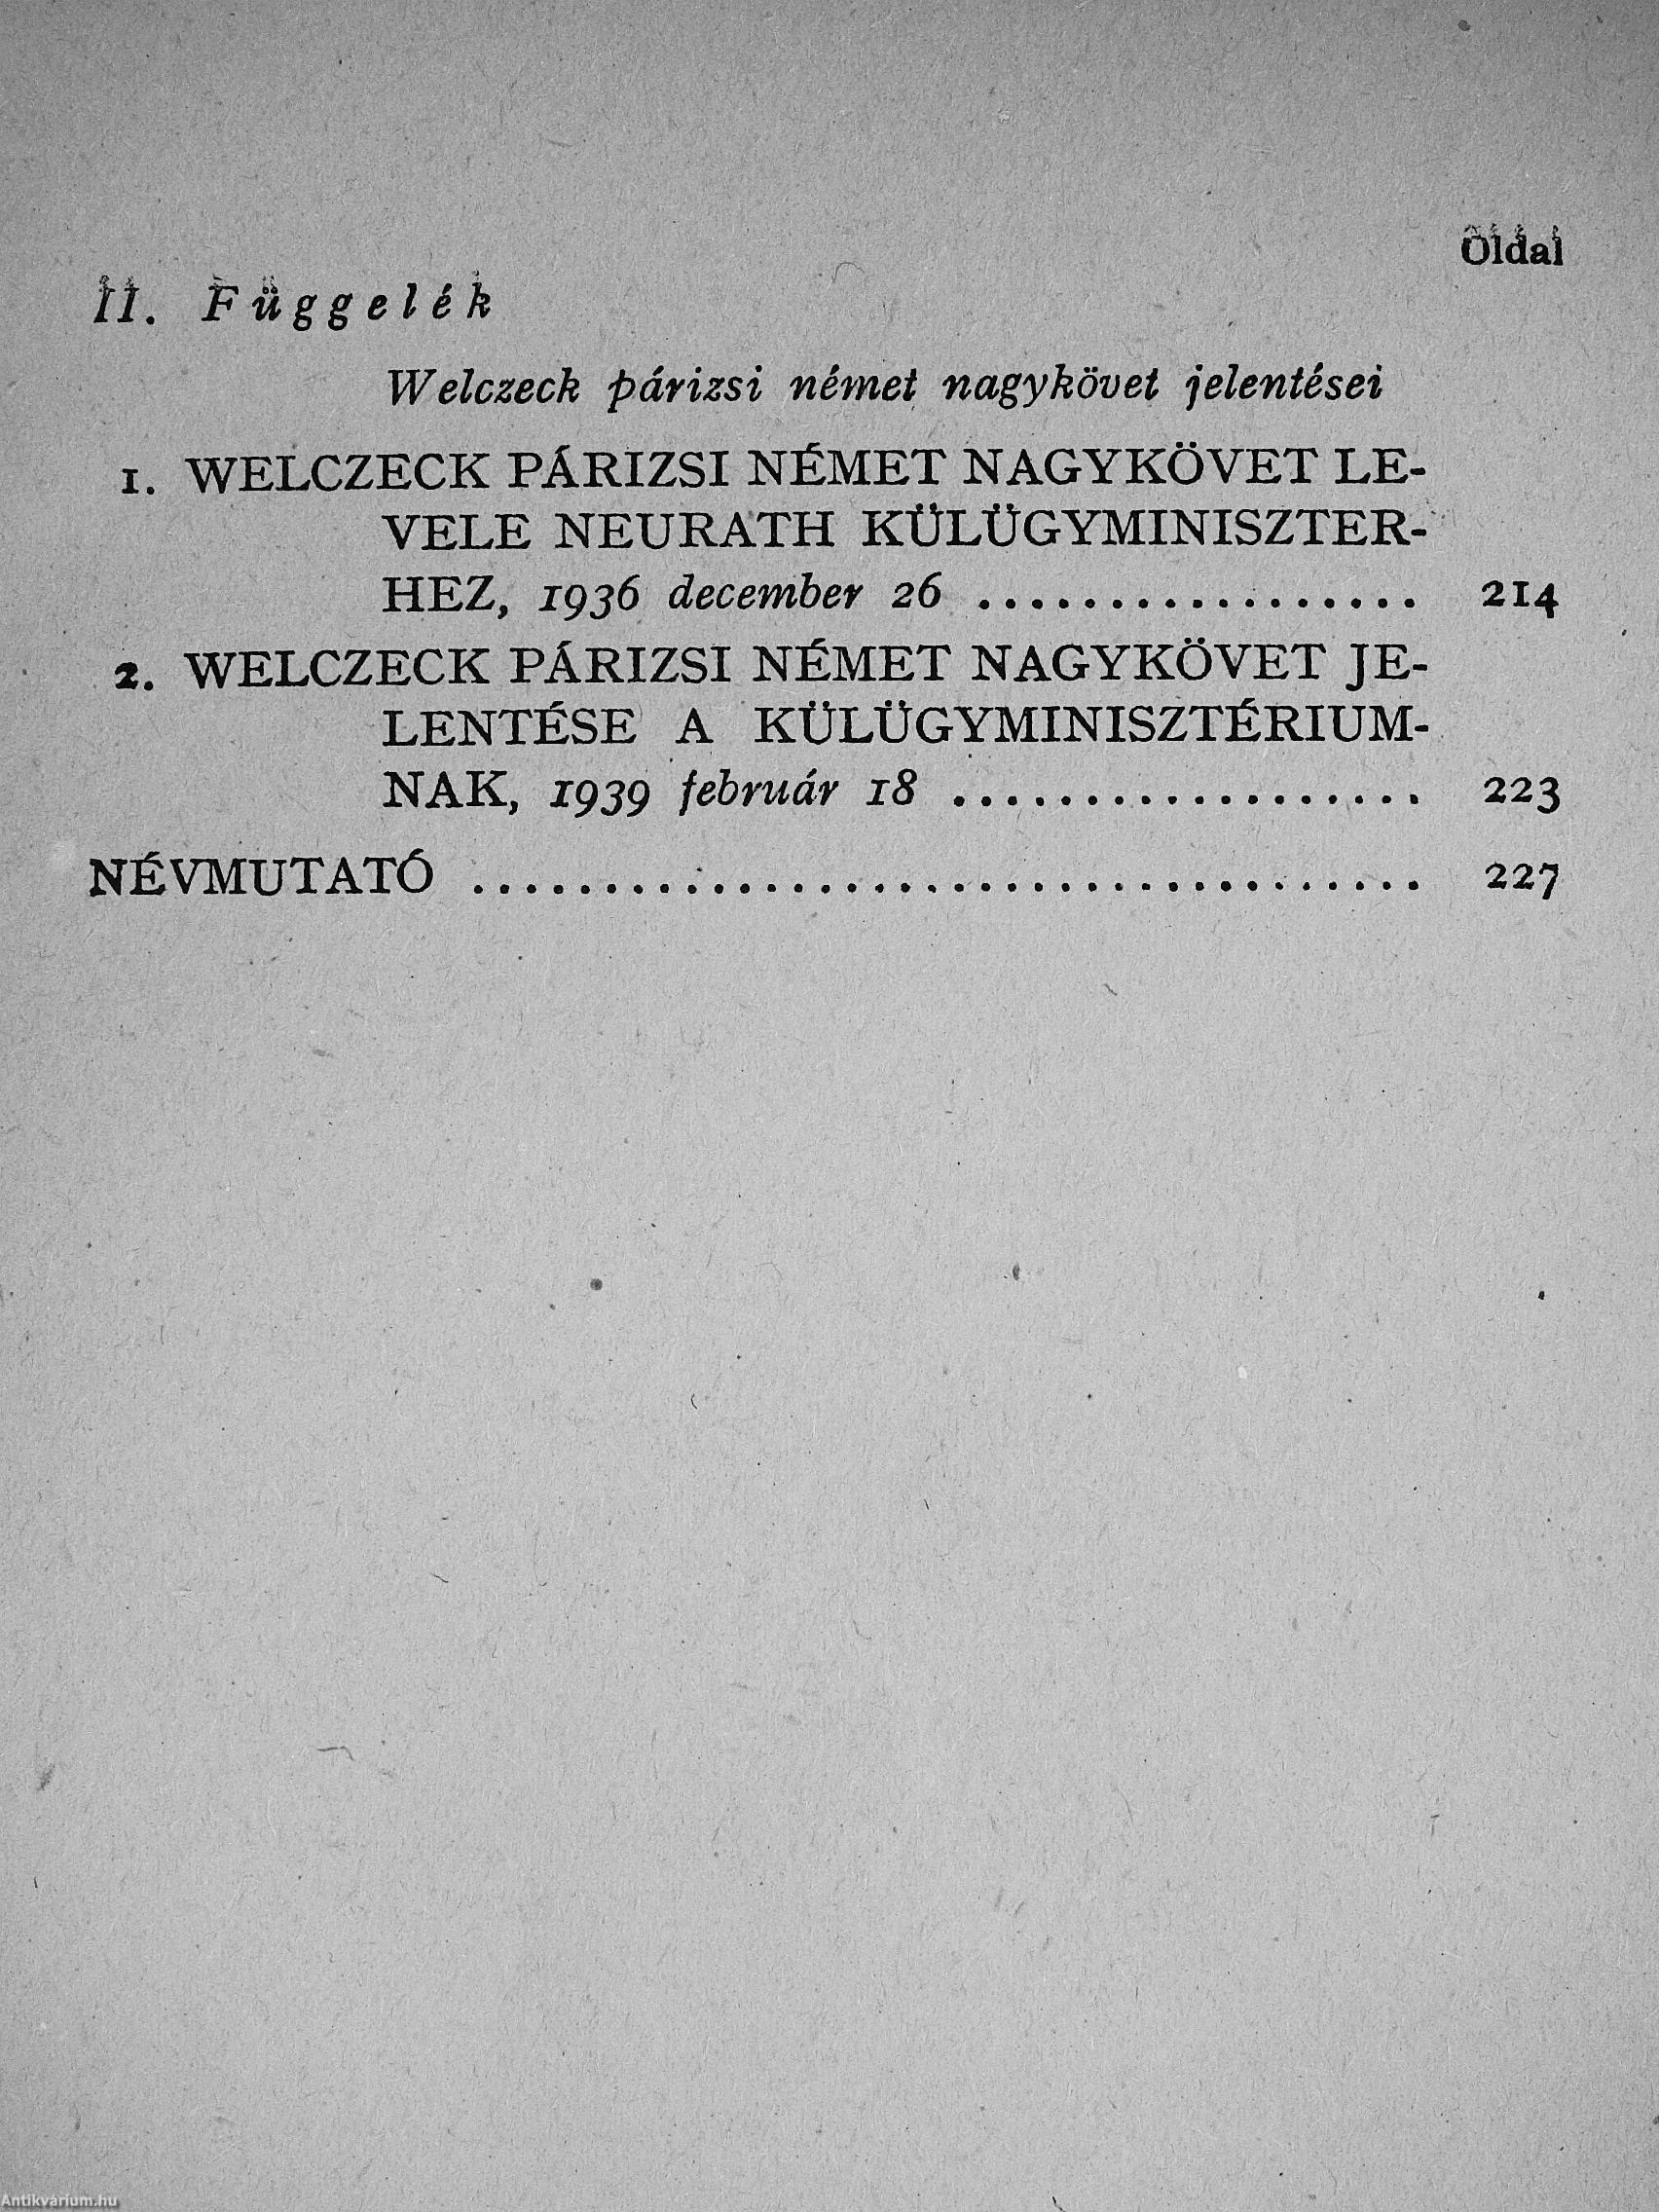 Oldal
II. Függelék
Welczeck párizsi német nagykövet jelentései
1. WELCZECK PÁRIZSI NÉMET NAGYKÖVET LE-
VELE NEURATH KÜLÜGYMINISZTER-
HEZ, 1936 december 26 ................. 214
2. WELCZECK PÁRIZSI NÉMET NAGYKÖVET JE-
LENTÉSE A KÜLÜGYMINISZTÉRIUM-
NAK, 1939 február 18 .................. 223
NÉVMUTATÓ .................................... 227
Antikvárium.hu